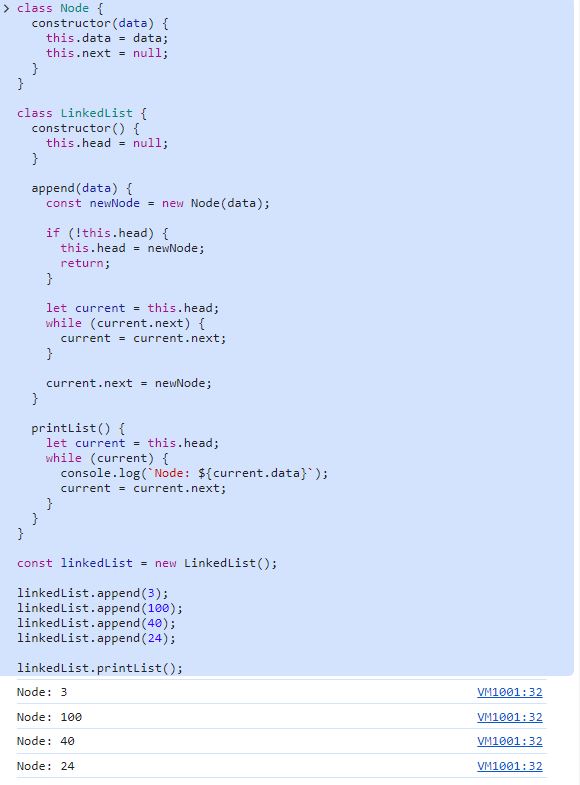 > class Node {
  constructor(data) {
    this.data = data;
    this.next = null;
  }
}

class LinkedList {
  constructor() {
    this.head = null;
  }

  append(data) {
    const newNode = new Node(data);

    if (!this.head) {
      this.head = newNode;
      return;
    }

    let current = this.head;
    while (current.next) {
      current = current.next;
    }

    current.next = newNode;
  }

  printList() {
    let current = this.head;
    while (current) {
      console.log(`Node: ${current.data}`);
      current = current.next;
    }
  }
}

const linkedList = new LinkedList();

linkedList.append(3);
linkedList.append(100);
linkedList.append(40);
linkedList.append(24);

linkedList.printList();
Node: 3 VM1001:32
Node: 100 VM1001:32
Node: 40 VM1001:32
Node: 24 VM1001:32